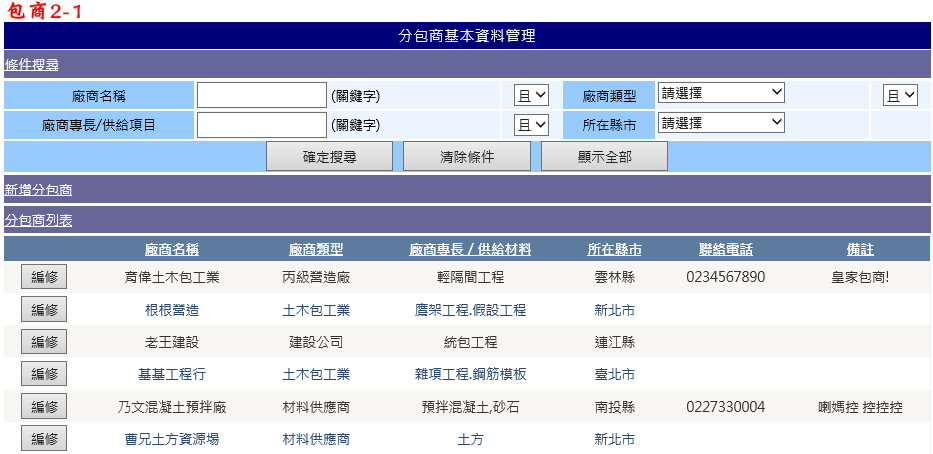 包商2-1
分包商基本資料管理
條件搜尋
廠商名稱 (關鍵字) 且 廠商類型 請選擇 且
廠商專長/供給項目 (關鍵字) 且 所在縣市 請選擇
確定搜尋 清除條件 顯示全部
新增分包商
分包商列表
廠商名稱 廠商類型 廠商專長 / 供給材料 所在縣市 聯絡電話 備註
編修 育偉土木包工業 丙級營造廠 輕隔間工程 雲林縣 0234567890 皇家包商!
編修 根根營造 土木包工業 鷹架工程.假設工程 新北市
編修 老王建設 建設公司 統包工程 連江縣
編修 基基工程行 土木包工業 雜項工程.鋼筋模板 臺北市
編修 乃文混凝土預拌廠 材料供應商 預拌混凝土,砂石 南投縣 0227330004 喇嗎控 控控控
編修 曹兄土方資源場 材料供應商 土方 新北市